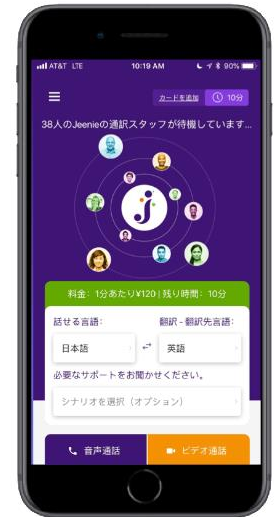 AT&T LTE 10:19 AM 90%
カードを追加 10分
38人のJeenieの通訳スタッフが待機しています...
料金: 1分あたり¥120 | 残り時間: 10分
話せる言語: 翻訳 - 翻訳先言語:
日本語 英語
必要なサポートをお聞かせください。
シナリオを選択（オプション）
音声通話 ビデオ通話